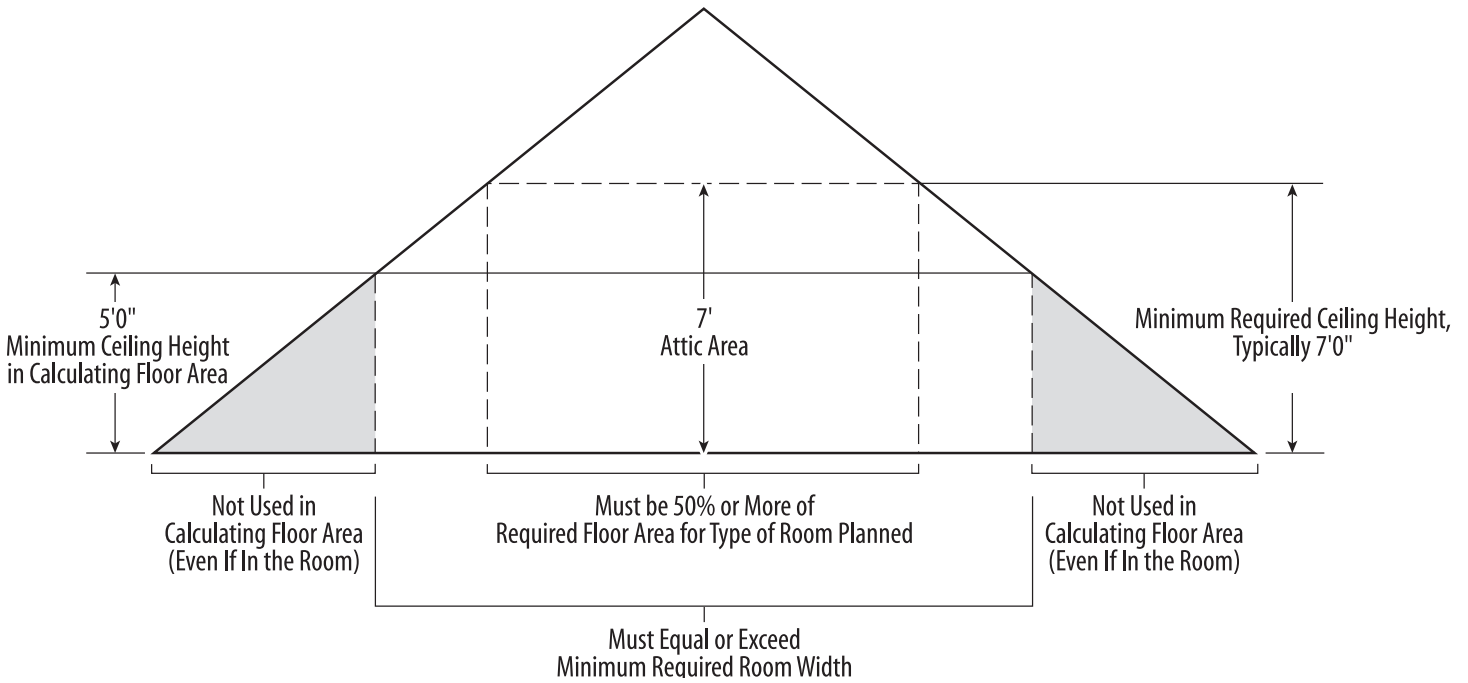 5'0"
Minimum Ceiling Height
in Calculating Floor Area
7'
Attic Area
Minimum Required Ceiling Height,
Typically 7'0"
Not Used in
Calculating Floor Area
(Even If In the Room)
Must be 50% or More of
Required Floor Area for Type of Room Planned
Not Used in
Calculating Floor Area
(Even If In the Room)
Must Equal or Exceed
Minimum Required Room Width